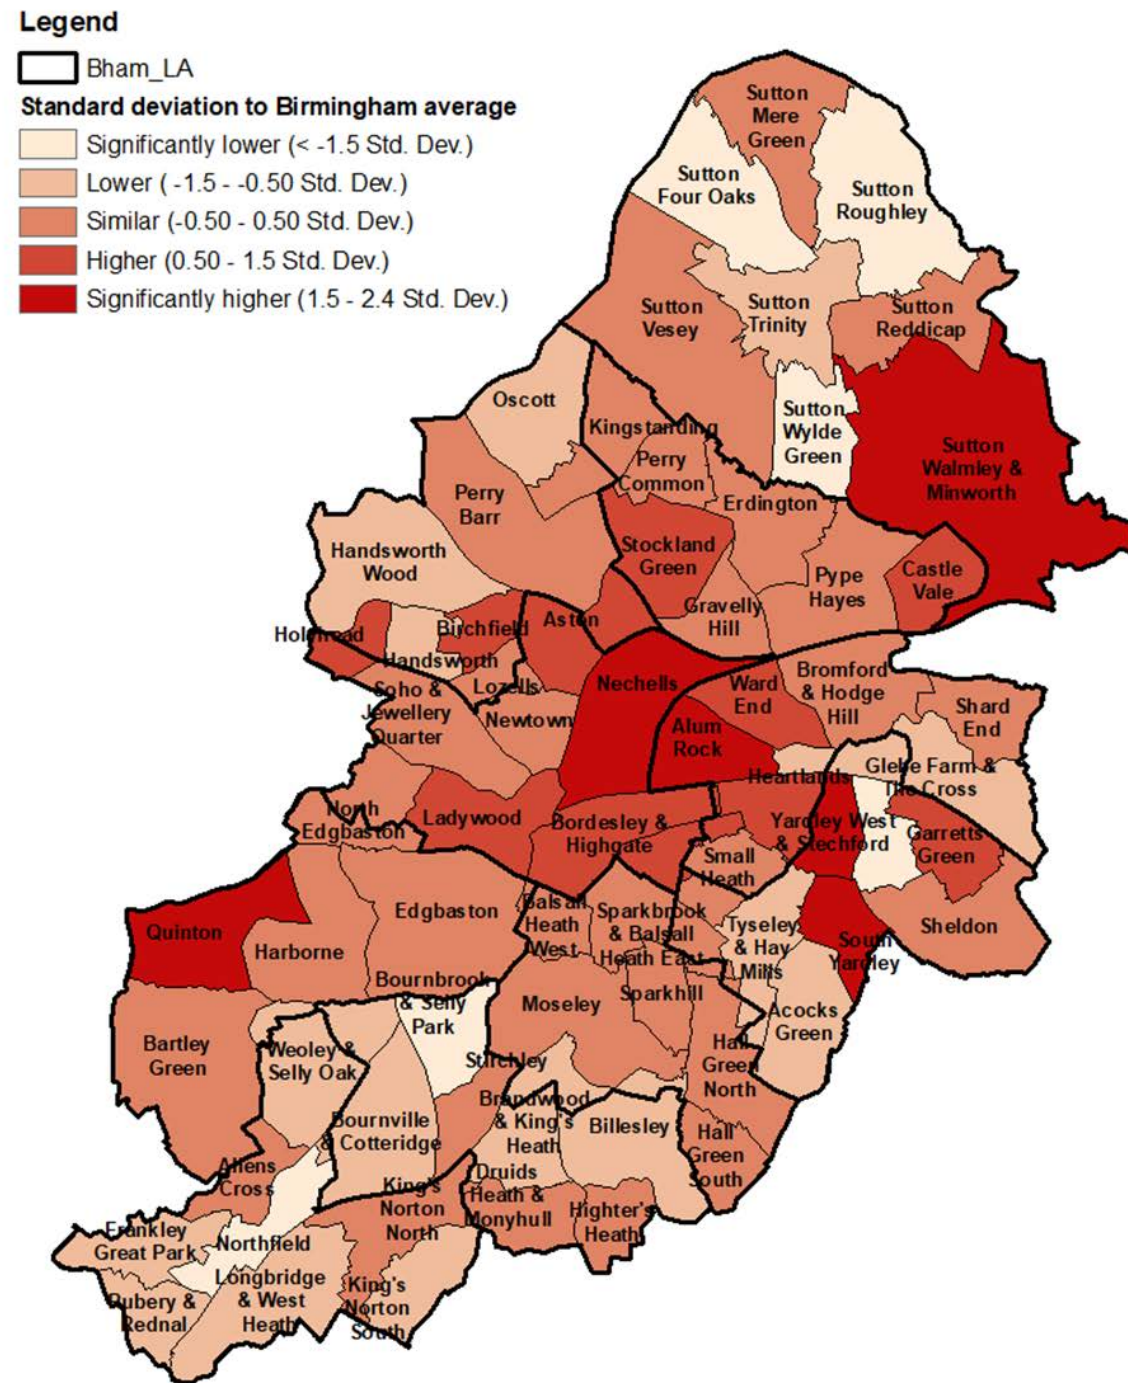 Legend
Bham_LA
Standard deviation to Birmingham average
Significantly lower (< -1.5 Std. Dev.)
Lower ( -1.5 - -0.50 Std. Dev.)
Similar (-0.50 - 0.50 Std. Dev.)
Higher (0.50 - 1.5 Std. Dev.)
Significantly higher (1.5 - 2.4 Std. Dev.)
Sutton
Mere
Green
Sutton
Four Oaks
Sutton
Roughley
Sutton
Vesey
Sutton
Trinity
Sutton
Reddicap
Oscott
Kingstanding
Sutton
Wylde
Green
Sutton
Walmley &
Minworth
Perry
Common
Perry
Barr
Erdington
Handsworth
Wood
Stockland
Green
Pype
Hayes
Castle
Vale
Gravelly
Hill
Holyhead
Birchfield
Aston
Handsworth
Soho &
Jewellery
Quarter
Lozells
Newtown
Nechells
Ward
End
Bromford
& Hodge
Hill
Shard
End
Alum
Rock
Heartlands
Glebe Farm &
Tile Cross
North
Edgbaston
Ladywood
Bordesley &
Highgate
Yardley West
& Stechford
Garretts
Green
Small
Heath
Quinton
Harborne
Edgbaston
Balsall
Heath
West
Sparkbrook
& Balsall
Heath East
Tyseley
& Hay
Mills
South
Yardley
Sheldon
Bournbrook
& Selly
Park
Moseley
Sparkhill
Acocks
Green
Bartley
Green
Weoley &
Selly Oak
Stirchley
Hall
Green
North
Bournville
& Cotteridge
Brandwood
& King's
Heath
Billesley
Hall
Green
South
Allens
Cross
King's
Norton
North
Druids
Heath &
Monyhull
Highter's
Heath
Frankley
Great Park
Northfield
Rubery &
Rednal
Longbridge
& West
Heath
King's
Norton
South